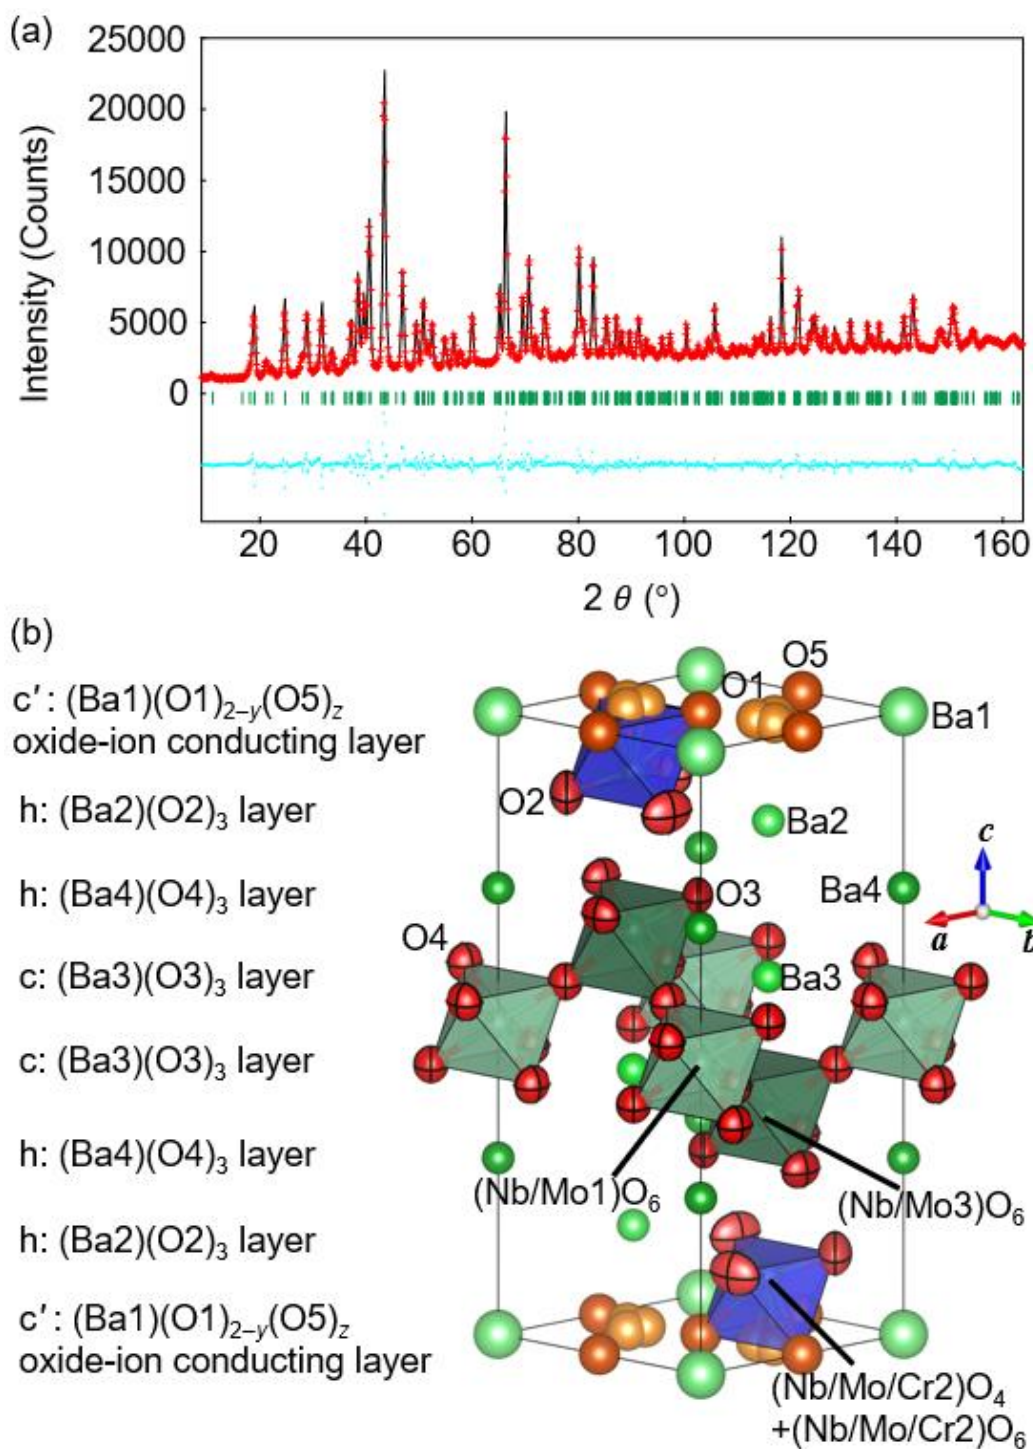 (a)
25000
20000
15000
10000
5000
0
Intensity (Counts)
20 40 60 80 100 120 140 160
2 θ (°)
(b)
c′ : (Ba1)(O1)₂₋y(O5)z
oxide-ion conducting layer
h: (Ba2)(O2)₃ layer
h: (Ba4)(O4)₃ layer
c: (Ba3)(O3)₃ layer
c: (Ba3)(O3)₃ layer
h: (Ba4)(O4)₃ layer
h: (Ba2)(O2)₃ layer
c′ : (Ba1)(O1)₂₋y(O5)z
oxide-ion conducting layer
O5
O1
Ba1
O2
Ba2
O3
Ba4
O4
Ba3
c
a
b
(Nb/Mo1)O₆
(Nb/Mo3)O₆
(Nb/Mo/Cr2)O₄
+(Nb/Mo/Cr2)O₆